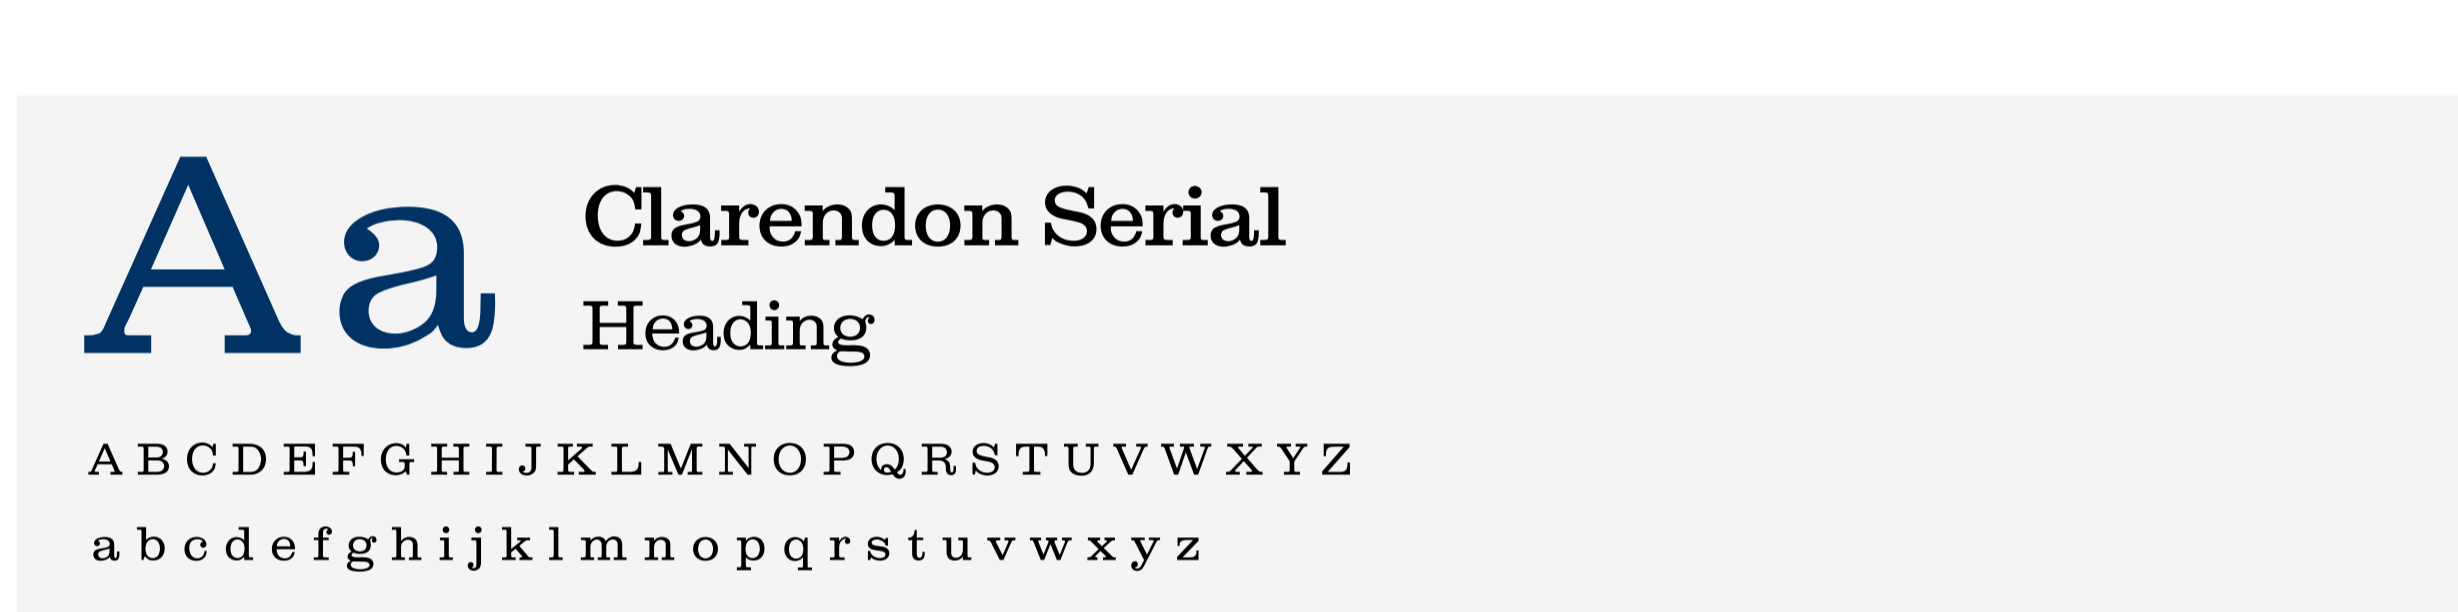 Aa
Clarendon Serial
Heading
A B C D E F G H I J K L M N O P Q R S T U V W X Y Z
a b c d e f g h i j k l m n o p q r s t u v w x y z